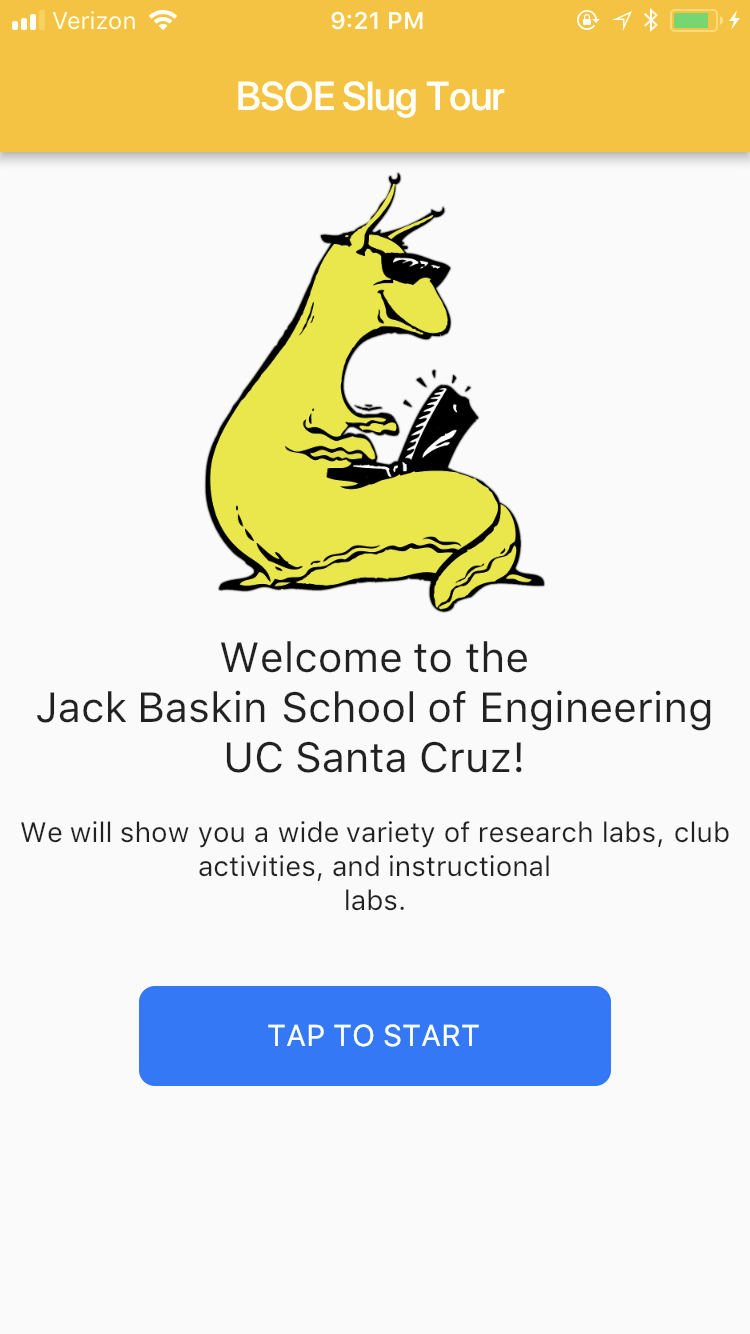 Verizon 9:21 PM
BSOE Slug Tour
Welcome to the
Jack Baskin School of Engineering
UC Santa Cruz!
We will show you a wide variety of research labs, club
activities, and instructional
labs.
TAP TO START